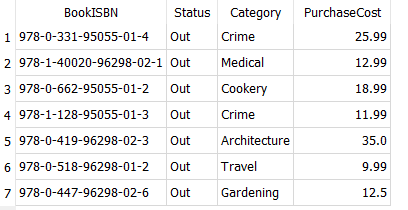 BookISBN Status Category PurchaseCost
1 978-0-331-95055-01-4 Out Crime 25.99
2 978-1-40020-96298-02-1 Out Medical 12.99
3 978-0-662-95055-01-2 Out Cookery 18.99
4 978-1-128-95055-01-3 Out Crime 11.99
5 978-0-419-96298-02-3 Out Architecture 35.0
6 978-0-518-96298-01-2 Out Travel 9.99
7 978-0-447-96298-02-6 Out Gardening 12.5